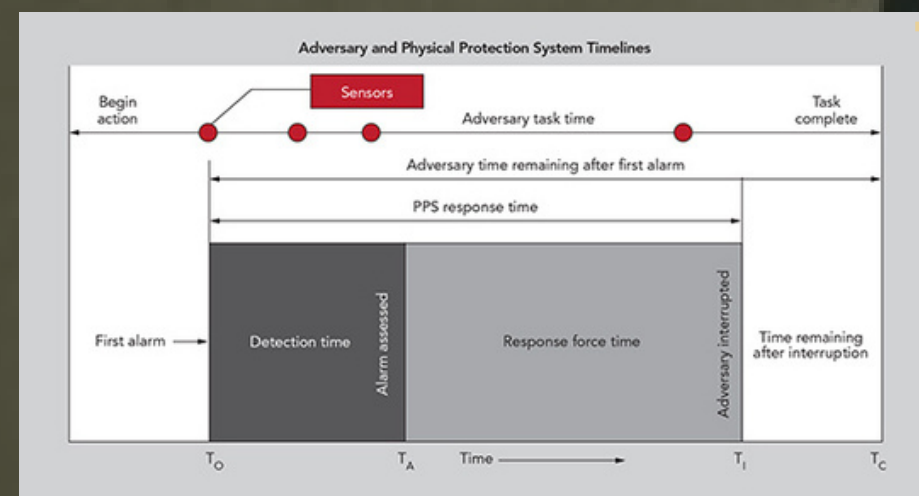 Adversary and Physical Protection System Timelines
Sensors
Begin
action
Adversary task time
Task
complete
Adversary time remaining after first alarm
PPS response time
First alarm
Detection time
Alarm assessed
Response force time
Adversary interrupted
Time remaining
after interruption
TO
TA
Time
TI
TC